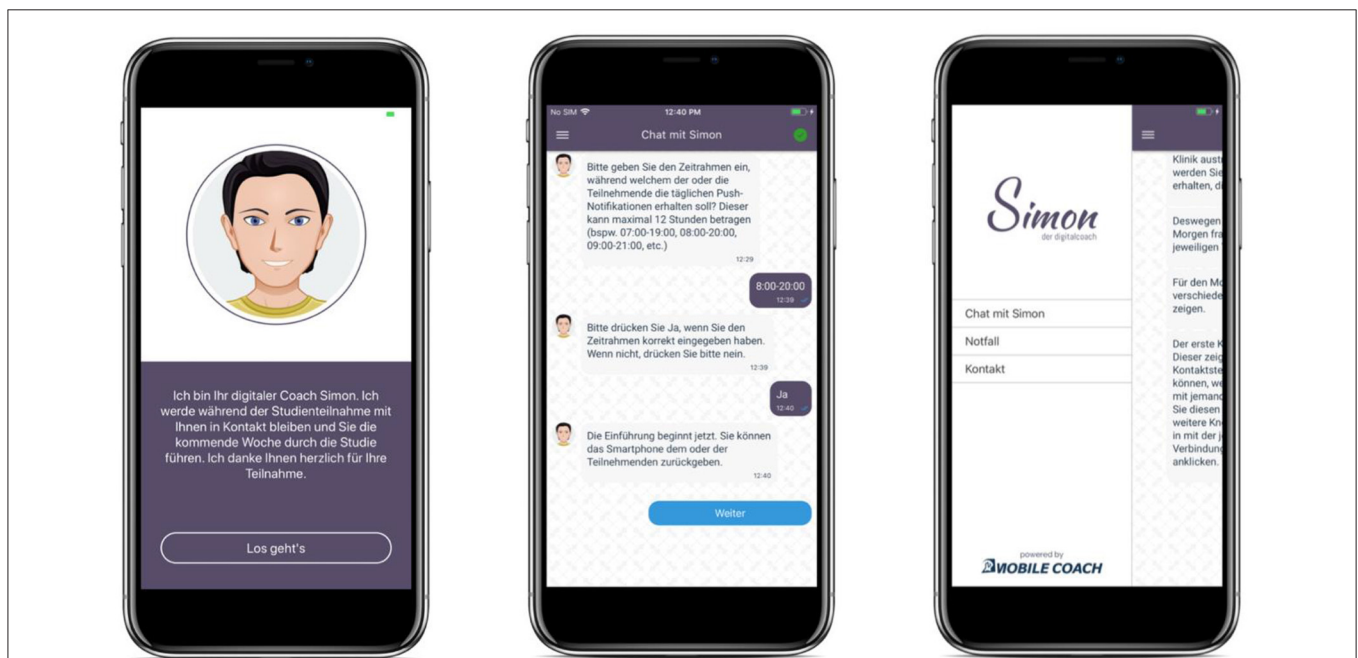 Ich bin Ihr digitaler Coach Simon. Ich
werde während der Studienteilnahme mit
Ihnen in Kontakt bleiben und Sie die
kommende Woche durch die Studie
führen. Ich danke Ihnen herzlich für Ihre
Teilnahme.
Los geht's
No SIM 12:40 PM
Chat mit Simon
Bitte geben Sie den Zeitrahmen ein,
während welchem der oder die
Teilnehmende die täglichen Push-
Notifikationen erhalten soll? Dieser
kann maximal 12 Stunden betragen
(bspw. 07:00-19:00, 08:00-20:00,
09:00-21:00, etc.)
12:29
8:00-20:00
12:39
Bitte drücken Sie Ja, wenn Sie den
Zeitrahmen korrekt eingegeben haben.
Wenn nicht, drücken Sie bitte nein.
12:39
Ja
12:40
Die Einführung beginnt jetzt. Sie können
das Smartphone dem oder der
Teilnehmenden zurückgeben.
12:40
Weiter
Simon
der digitalcoach
Chat mit Simon
Notfall
Kontakt
powered by
MOBILE COACH
Klinik aust
werden Sie
erhalten, di
Deswegen
Morgen fra
jeweiligen
Für den Mo
verschiede
zeigen.
Der erste K
Dieser zeig
Kontaktste
können, we
mit jemand
Sie diesen
weitere Kn
in mit der j
Verbindung
anklicken.